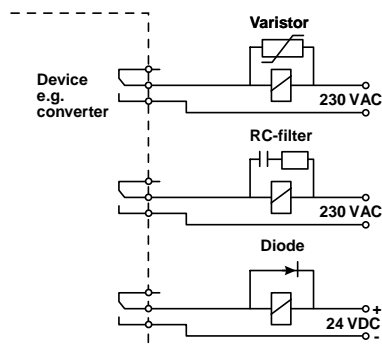 Varistor
Device
e.g.
converter
230 VAC
RC-filter
230 VAC
Diode
+
24 VDC
-